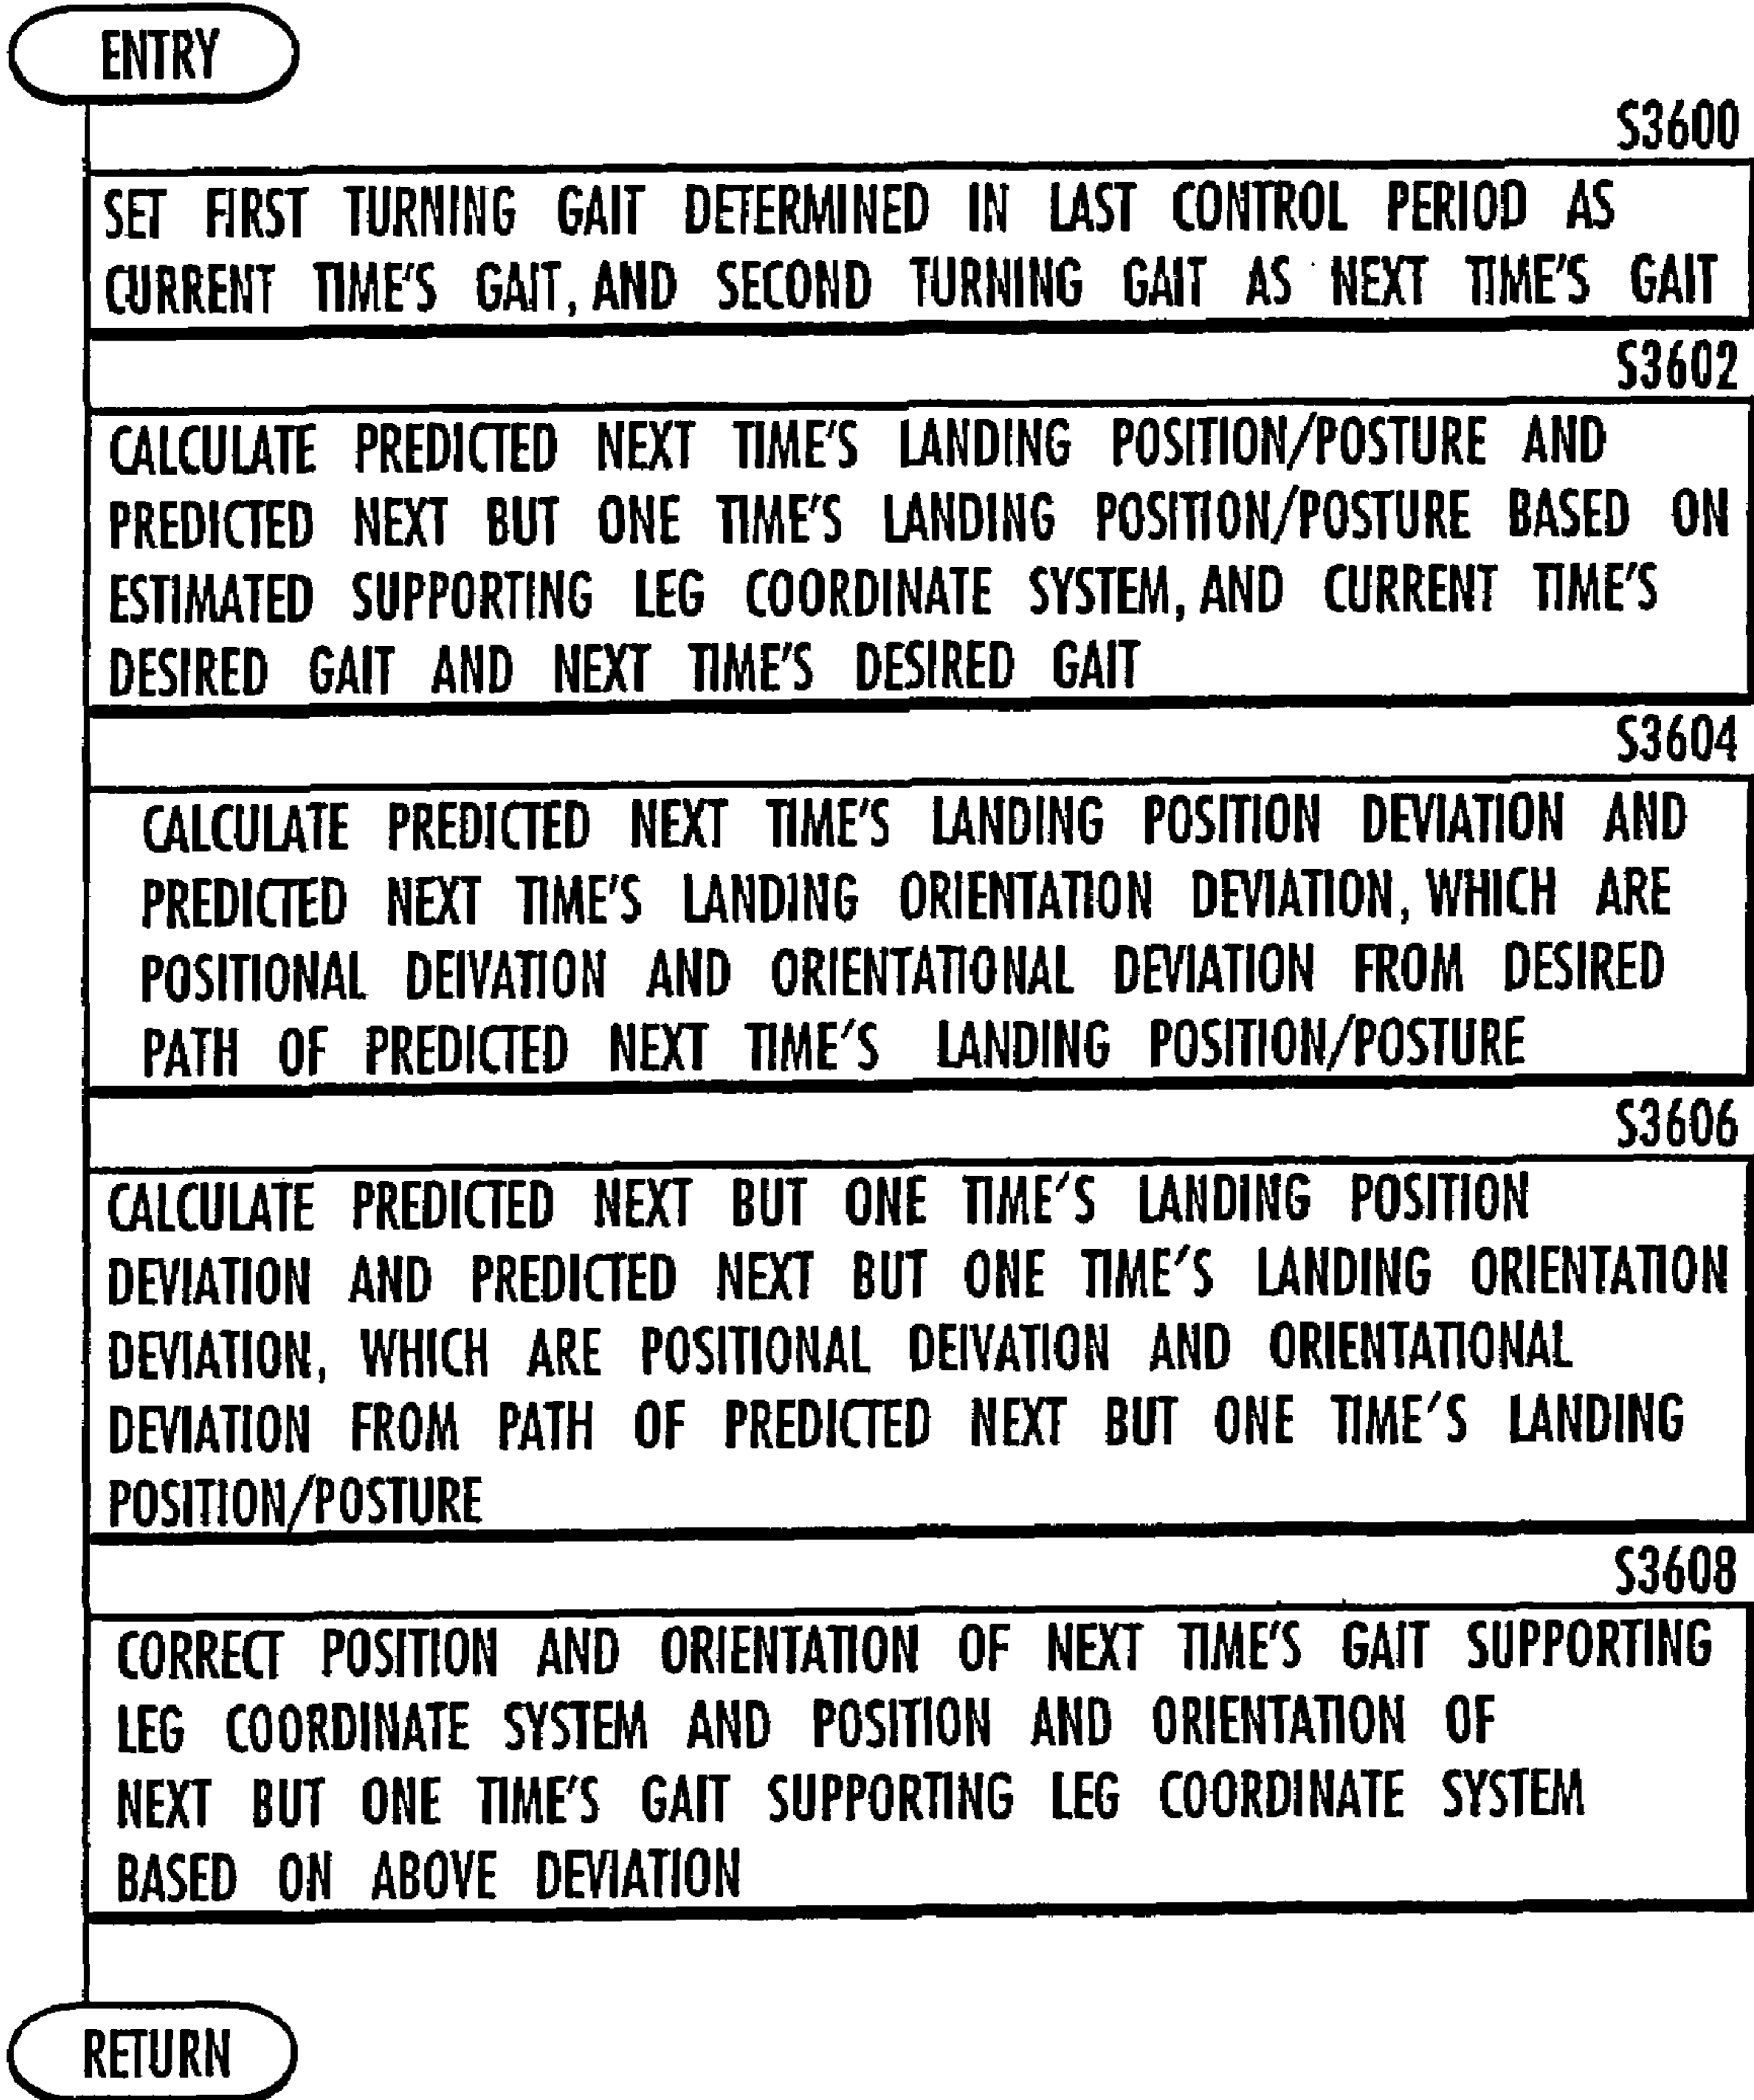 ENTRY
S3600
SET FIRST TURNING GAIT DETERMINED IN LAST CONTROL PERIOD AS
CURRENT TIME'S GAIT, AND SECOND TURNING GAIT AS NEXT TIME'S GAIT
S3602
CALCULATE PREDICTED NEXT TIME'S LANDING POSITION/POSTURE AND
PREDICTED NEXT BUT ONE TIME'S LANDING POSITION/POSTURE BASED ON
ESTIMATED SUPPORTING LEG COORDINATE SYSTEM, AND CURRENT TIME'S
DESIRED GAIT AND NEXT TIME'S DESIRED GAIT
S3604
CALCULATE PREDICTED NEXT TIME'S LANDING POSITION DEVIATION AND
PREDICTED NEXT TIME'S LANDING ORIENTATION DEVIATION, WHICH ARE
POSITIONAL DEIVATION AND ORIENTATIONAL DEVIATION FROM DESIRED
PATH OF PREDICTED NEXT TIME'S LANDING POSITION/POSTURE
S3606
CALCULATE PREDICTED NEXT BUT ONE TIME'S LANDING POSITION
DEVIATION AND PREDICTED NEXT BUT ONE TIME'S LANDING ORIENTATION
DEVIATION, WHICH ARE POSITIONAL DEIVATION AND ORIENTATIONAL
DEVIATION FROM PATH OF PREDICTED NEXT BUT ONE TIME'S LANDING
POSITION/POSTURE
S3608
CORRECT POSITION AND ORIENTATION OF NEXT TIME'S GAIT SUPPORTING
LEG COORDINATE SYSTEM AND POSITION AND ORIENTATION OF
NEXT BUT ONE TIME'S GAIT SUPPORTING LEG COORDINATE SYSTEM
BASED ON ABOVE DEVIATION
RETURN